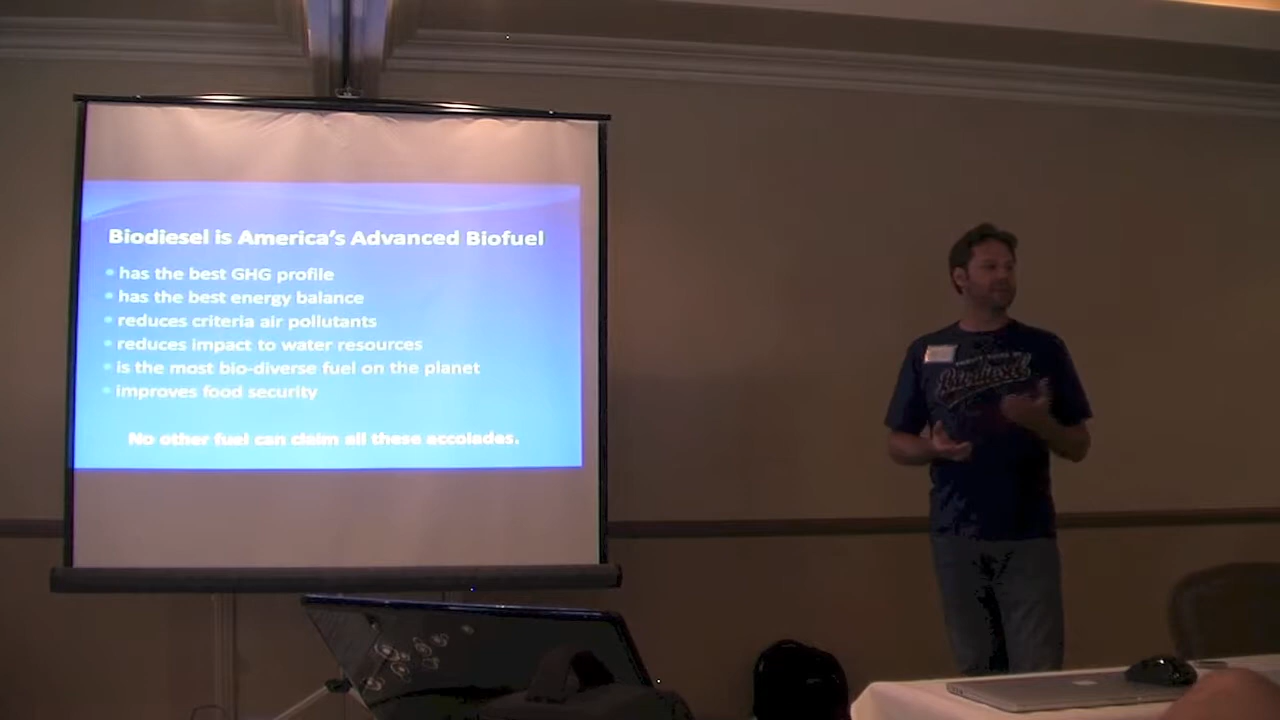 Biodiesel is America's Advanced Biofuel
• has the best GHG profile
• has the best energy balance
• reduces criteria air pollutants
• reduces impact to water resources
• is the most bio-diverse fuel on the planet
• improves food security
No other fuel can claim all these accolades.
Biodiesel